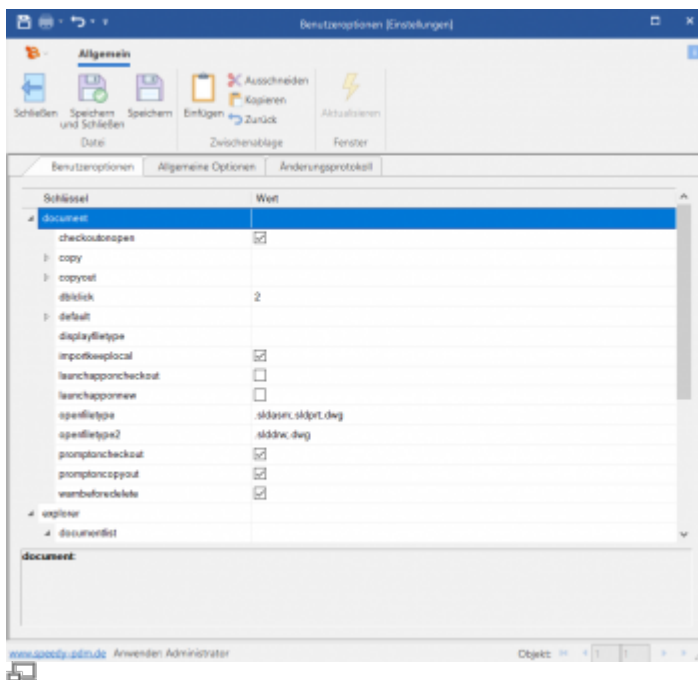 Benutzeroptionen [Einstellungen]
Allgemein
Schließen
Speichern und Schließen
Speichern
Einfügen
Ausschneiden
Kopieren
Zurück
Aktualisieren
Datei
Zwischenablage
Fenster
Benutzeroptionen Allgemeine Optionen Änderungsprotokoll
Schlüssel Wert
document
checkoutonopen
copy
copyout
dblclick 2
default
displayfiletype
importkeeplocal
launchapponcheckout
launchapponnew
openfiletype .sldasm;.sldprt;.dwg
openfiletype2 .slddrw;.dwg
promptoncheckout
promptoncopyout
warnbeforedelete
explorer
documentlist
document:
www.speedy-pdm.de Anwender: Administrator Objekt: 1 1